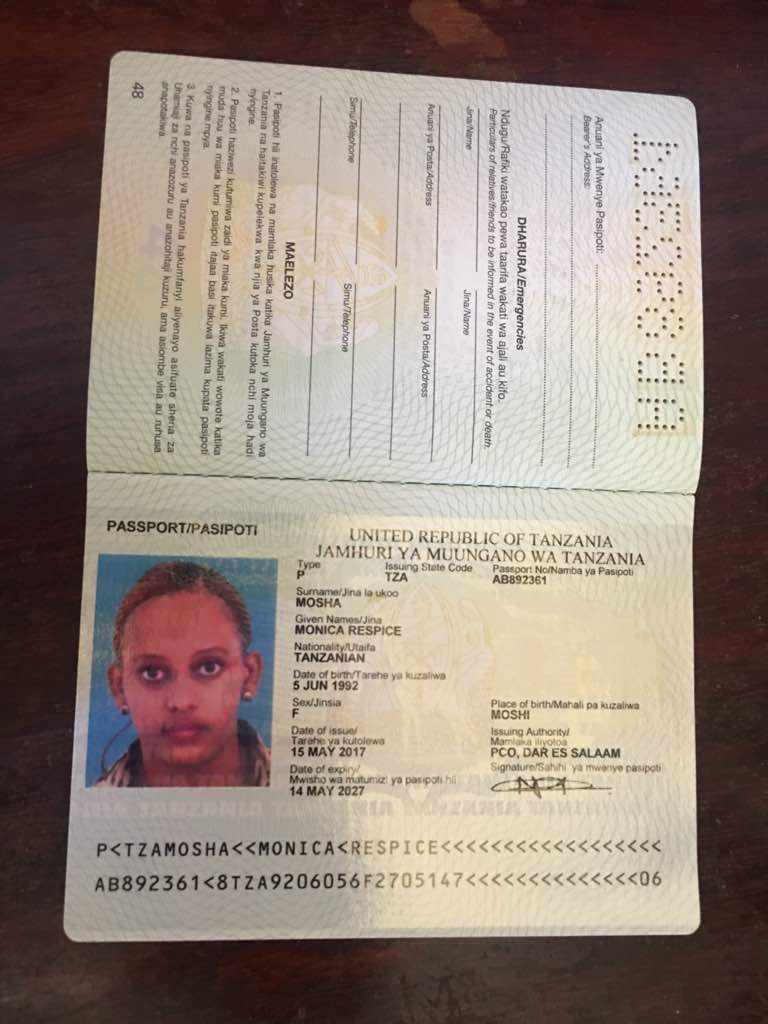 Anuani ya Mwenye Pasipoti:
Bearer's Address:
DHARURA/Emergencies
Ndugu/Rafiki watakao pewa taarifa wakati wa ajali au kifo.
Particulars of relatives/friends to be informed in the event of accident or death.
Jina/Name Jina/Name
Anuani ya Posta/Address Anuani ya Posta/Address
Simu/Telephone Simu/Telephone
MAELEZO
1. Pasipoti hii inatolewa na mamlaka husika katika Jamhuri ya Muungano wa
Tanzania na haitakiwi kupelekwa kwa njia ya Posta kutoka nchi moja hadi
nyingine.
2. Pasipoti haziwezi kutumiwa zaidi ya miaka kumi. Ikiwa wakati wowote katika
muda huu wa miaka kumi pasipoti itajaa basi itakuwa lazima kupata pasipoti
nyingine mpya.
3. Kuwa na pasipoti ya Tanzania hakumfanyi aliyenayo asifuate sheria za
Uhamiaji za nchi anazozuru au anazohitaji kuzuru, ama asiombe visa au ruhusa
anapotakiwa.
48
PASSPORT/PASIPOTI
UNITED REPUBLIC OF TANZANIA
JAMHURI YA MUUNGANO WA TANZANIA
Type Issuing State Code Passport No/Namba ya Pasipoti
P TZA AB892361
Surname/Jina la ukoo
MOSHA
Given Names/Jina
MONICA RESPICE
Nationality/Utaifa
TANZANIAN
Date of birth/Tarehe ya kuzaliwa
5 JUN 1992
Sex/Jinsia Place of birth/Mahali pa kuzaliwa
F MOSHI
Date of issue/ Issuing Authority/
Tarehe ya kutolewa Mamlaka iliyotoa
15 MAY 2017 PCO, DAR ES SALAAM
Date of expiry/ Signature/Sahihi ya mwenye pasipoti
Mwisho wa matumizi ya pasipoti hii
14 MAY 2027
P<TZAMOSHA<<MONICA<RESPICE<<<<<<<<<<<<<<<<<<
AB892361<8TZA9206056F2705147<<<<<<<<<<<<<<06